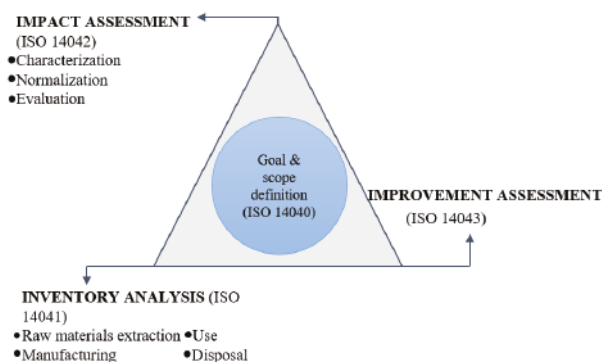 IMPACT ASSESSMENT
(ISO 14042)
●Characterization
●Normalization
●Evaluation
Goal &
scope
definition
(ISO 14040)
IMPROVEMENT ASSESSMENT
(ISO 14043)
INVENTORY ANALYSIS (ISO
14041)
●Raw materials extraction ●Use
●Manufacturing ●Disposal